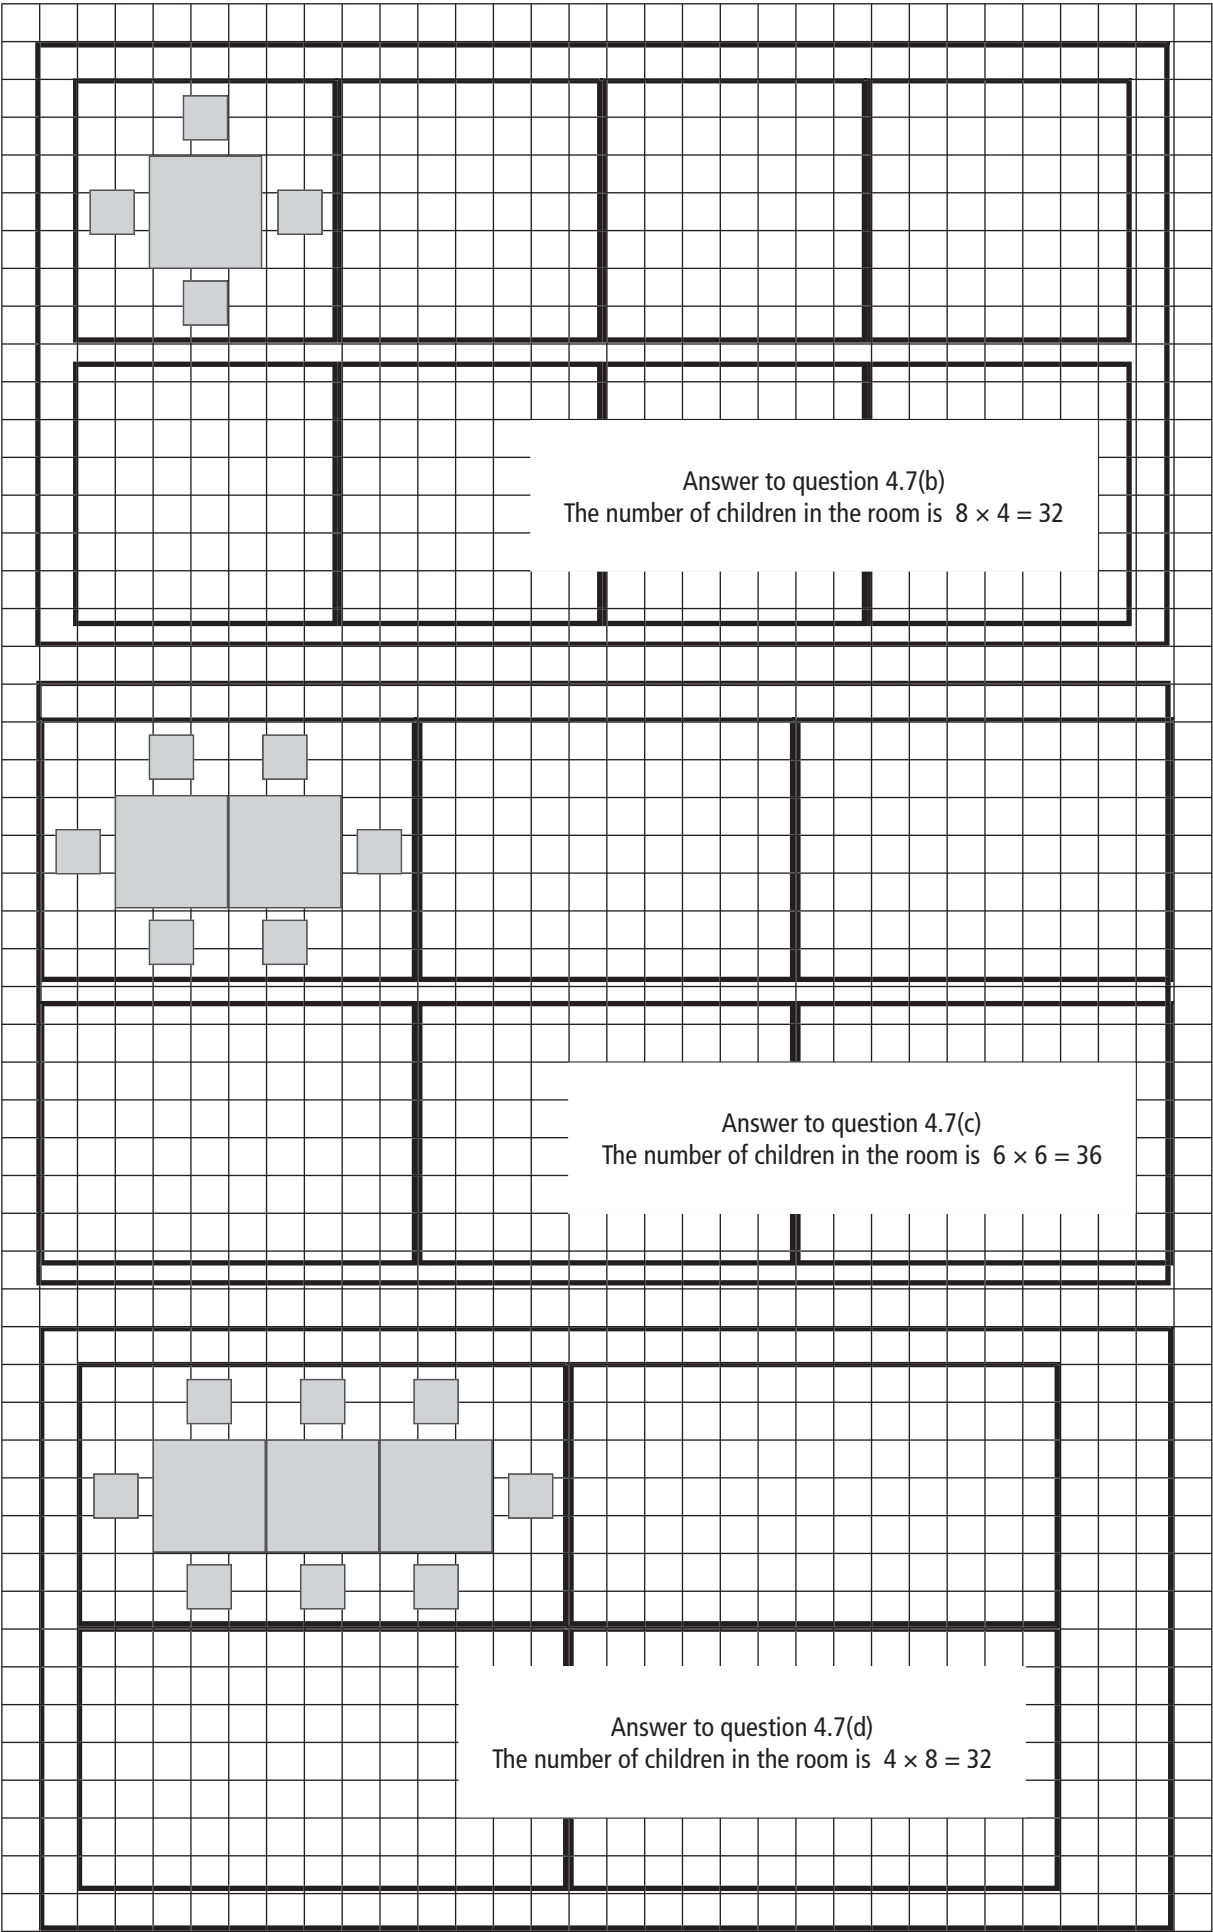 Answer to question 4.7(b)
The number of children in the room is 8 × 4 = 32
Answer to question 4.7(c)
The number of children in the room is 6 × 6 = 36
Answer to question 4.7(d)
The number of children in the room is 4 × 8 = 32